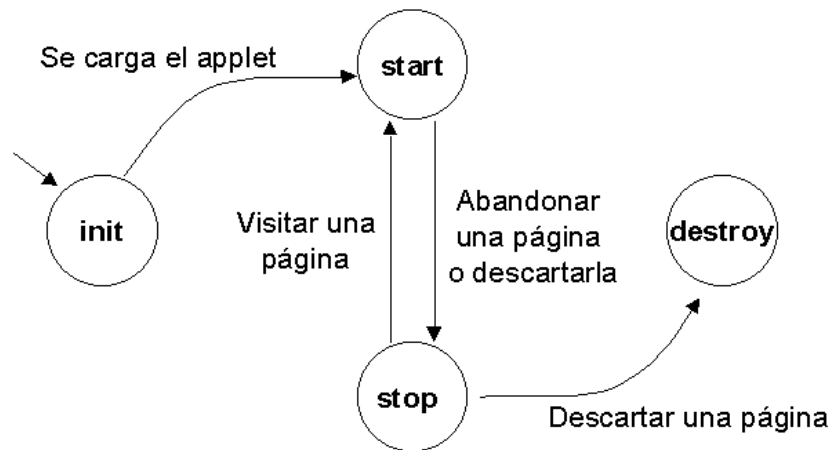 Se carga el applet
start
init
Visitar una
página
Abandonar
una página
o descartarla
destroy
stop
Descartar una página